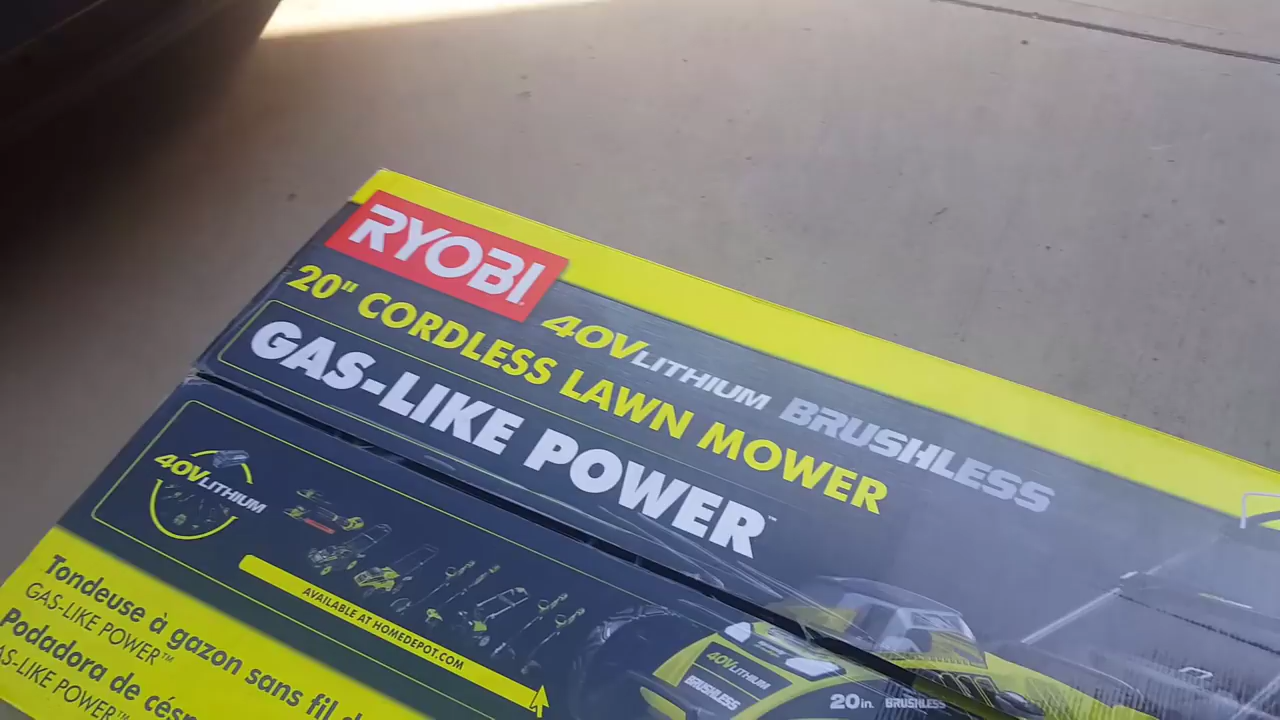 RYOBI
40V LITHIUM BRUSHLESS
20" CORDLESS LAWN MOWER
GAS-LIKE POWER™
40V LITHIUM
AVAILABLE AT HOMEDEPOT.COM
Tondeuse à gazon sans fil
GAS-LIKE POWER™
Podadora de
GAS-LIKE POWER™
40V LITHIUM
BRUSHLESS
20in. BRUSHLESS